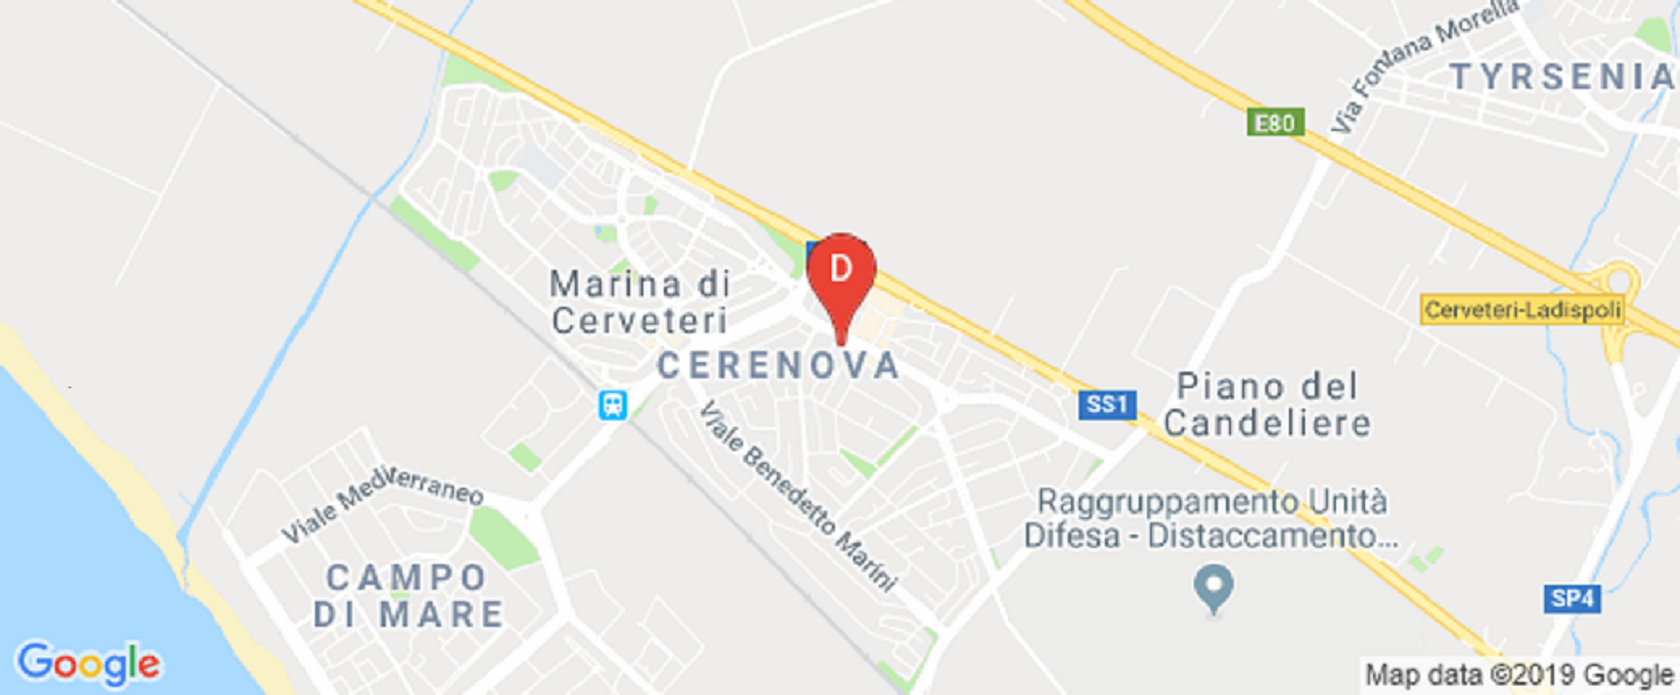 Via Fontana Morella
TYRSENIA
E80
D
Marina di
Cerveteri
Cerveteri-Ladispoli
CERENOVA
SS1
Piano del
Candeliere
Viale Benedetto Marini
Viale Mediterraneo
Raggruppamento Unità
Difesa - Distaccamento...
CAMPO
DI MARE
SP4
Google
Map data ©2019 Google